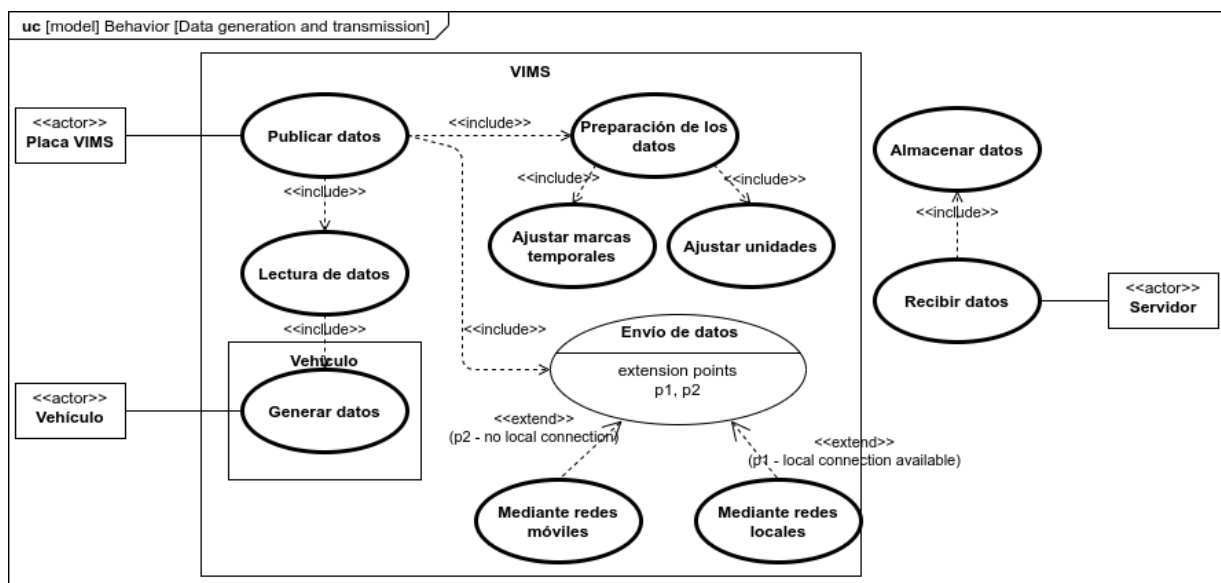 uc [model] Behavior [Data generation and transmission]
VIMS
<<actor>>
Placa VIMS
Publicar datos
<<include>>
Preparación de los
datos
Almacenar datos
<<include>>
<<include>>
<<include>>
<<include>>
Ajustar marcas
temporales
Ajustar unidades
Lectura de datos
Recibir datos
<<actor>>
Servidor
<<include>>
<<include>>
Envío de datos
extension points
p1, p2
Vehículo
<<actor>>
Vehículo
Generar datos
<<extend>>
(p2 - no local connection)
<<extend>>
(p1 - local connection available)
Mediante redes
móviles
Mediante redes
locales